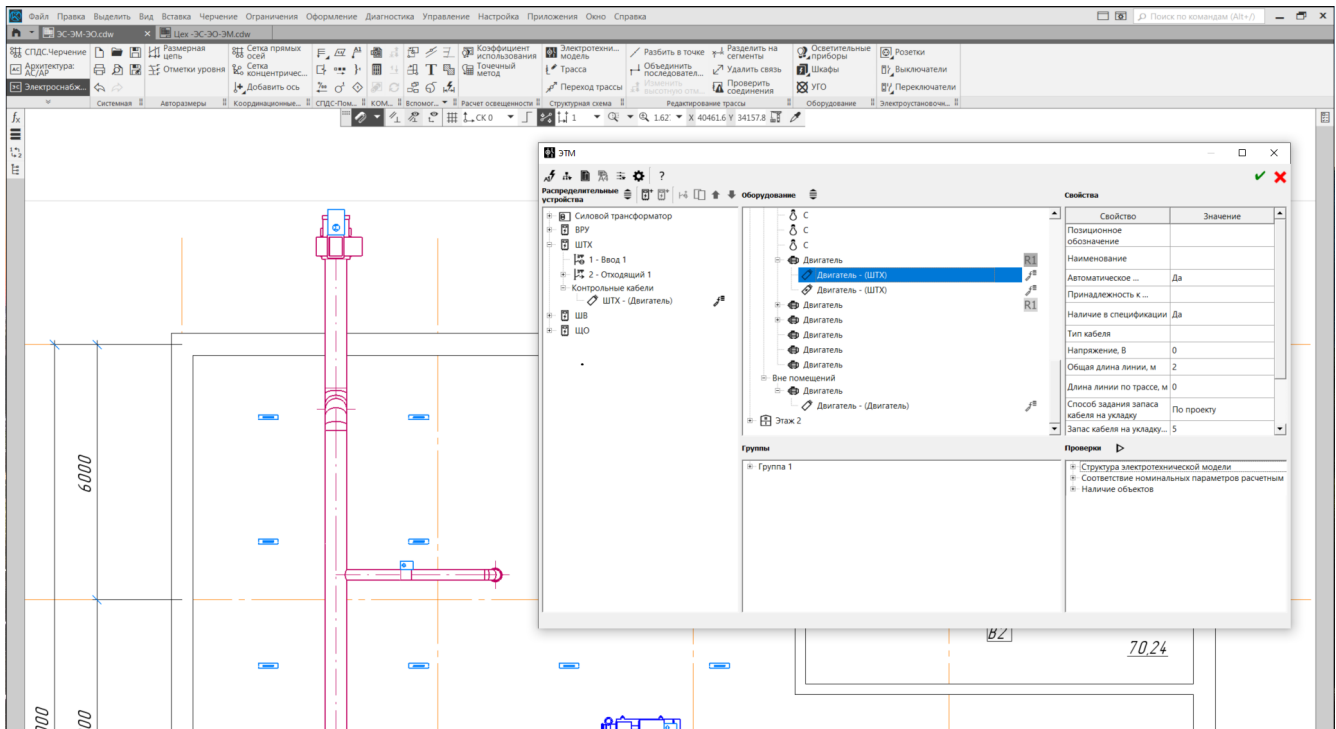 Файл Правка Выделить Вид Вставка Черчение Ограничения Оформление Диагностика Управление Настройка Приложения Окно Справка
Поиск по командам (Alt+/)
ЭС-ЭМ-ЭО.cdw
Цех -ЭС-ЭО-ЭМ.cdw
СПДС.Черчение
Архитектура: АС/АР
Электроснабж...
Системная
Размерная цепь
Отметки уровня
Авторазмеры
Сетка прямых осей
Сетка концентричес...
Добавить ось
Координационные...
СПДС-Пом...
КОМ...
Вспомог...
Коэффициент использования
Точечный метод
Расчет освещенности
Электротехни... модель
Трасса
Переход трассы
Структурная схема
Разбить в точке
Объединить последовател...
Изменить высотную отм...
Разделить на сегменты
Удалить связь
Проверить соединения
Редактирование трассы
Осветительные приборы
Шкафы
УГО
Оборудование
Розетки
Выключатели
Переключатели
Электроустановочн...
СК 0
1
1.62
X 40461.6 Y 34157.8
ЭТМ
Распределительные устройства
Оборудование
Свойства
Силовой трансформатор
ВРУ
ШТХ
1 - Ввод 1
2 - Отходящий 1
Контрольные кабели
ШТХ - (Двигатель)
ШВ
ЩО
С
С
С
Двигатель R1
Двигатель - (ШТХ)
Двигатель - (ШТХ)
Двигатель R1
Двигатель
Двигатель
Двигатель
Двигатель
Вне помещений
Двигатель
Двигатель - (Двигатель)
Этаж 2
Свойство Значение
Позиционное обозначение
Наименование
Автоматическое ... Да
Принадлежность к ...
Наличие в спецификации Да
Тип кабеля
Напряжение, В 0
Общая длина линии, м 2
Длина линии по трассе, м 0
Способ задания запаса кабеля на укладку По проекту
Запас кабеля на укладку... 5
Группы
Группа 1
Проверки
Структура электротехнической модели
Соответствие номинальных параметров расчетным
Наличие объектов
6000
В2
70,24